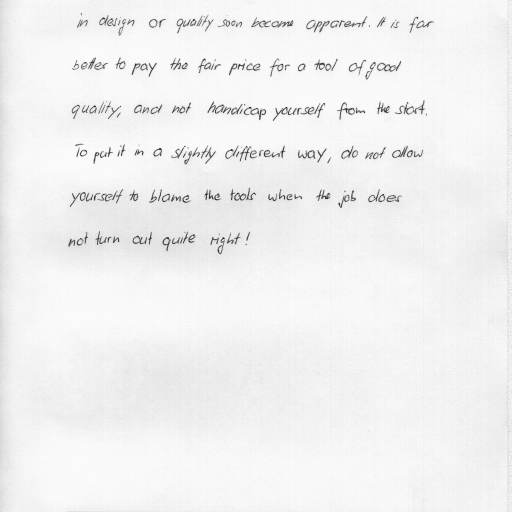 in design or quality soon become apparent. It is far
better to pay the fair price for a tool of good
quality, and not handicap yourself from the start.
To put it in a slightly different way, do not allow
yourself to blame the tools when the job does
not turn out quite right!